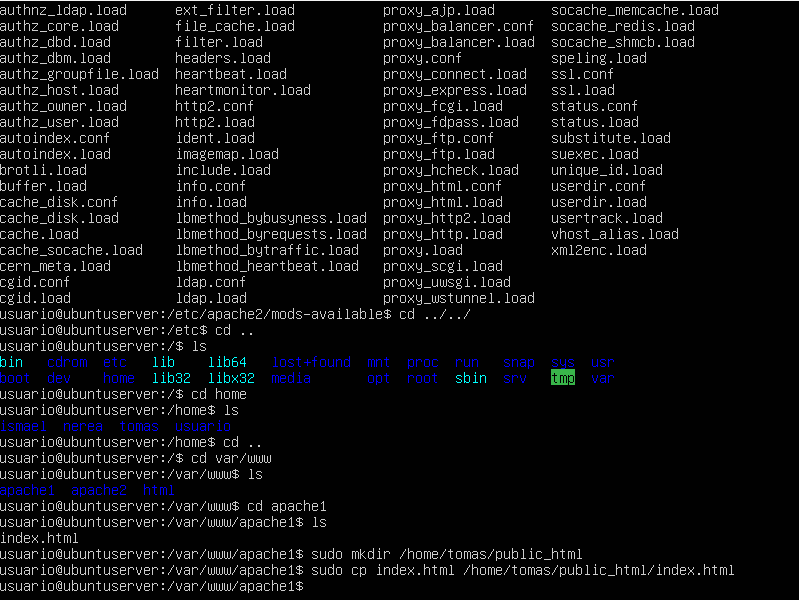 authnz_ldap.load ext_filter.load proxy_ajp.load socache_memcache.load
authz_core.load file_cache.load proxy_balancer.conf socache_redis.load
authz_dbd.load filter.load proxy_balancer.load socache_shmcb.load
authz_dbm.load headers.load proxy.conf speling.load
authz_groupfile.load heartbeat.load proxy_connect.load ssl.conf
authz_host.load heartmonitor.load proxy_express.load ssl.load
authz_owner.load http2.conf proxy_fcgi.load status.conf
authz_user.load http2.load proxy_fdpass.load status.load
autoindex.conf ident.load proxy_ftp.conf substitute.load
autoindex.load imagemap.load proxy_ftp.load suexec.load
brotli.load include.load proxy_hcheck.load unique_id.load
buffer.load info.conf proxy_html.conf userdir.conf
cache_disk.conf info.load proxy_html.load userdir.load
cache_disk.load lbmethod_bybusyness.load proxy_http2.load usertrack.load
cache.load lbmethod_byrequests.load proxy_http.load vhost_alias.load
cache_socache.load lbmethod_bytraffic.load proxy.load xml2enc.load
cern_meta.load lbmethod_heartbeat.load proxy_scgi.load
cgid.conf ldap.conf proxy_uwsgi.load
cgid.load ldap.load proxy_wstunnel.load
usuario@ubuntuserver:/etc/apache2/mods-available$ cd ../../
usuario@ubuntuserver:/etc$ cd ..
usuario@ubuntuserver:/$ ls
bin cdrom etc lib lib64 lost+found mnt proc run snap sys usr
boot dev home lib32 libx32 media opt root sbin srv tmp var
usuario@ubuntuserver:/$ cd home
usuario@ubuntuserver:/home$ ls
ismael nerea tomas usuario
usuario@ubuntuserver:/home$ cd ..
usuario@ubuntuserver:/$ cd var/www
usuario@ubuntuserver:/var/www$ ls
apache1 apache2 html
usuario@ubuntuserver:/var/www$ cd apache1
usuario@ubuntuserver:/var/www/apache1$ ls
index.html
usuario@ubuntuserver:/var/www/apache1$ sudo mkdir /home/tomas/public_html
usuario@ubuntuserver:/var/www/apache1$ sudo cp index.html /home/tomas/public_html/index.html
usuario@ubuntuserver:/var/www/apache1$